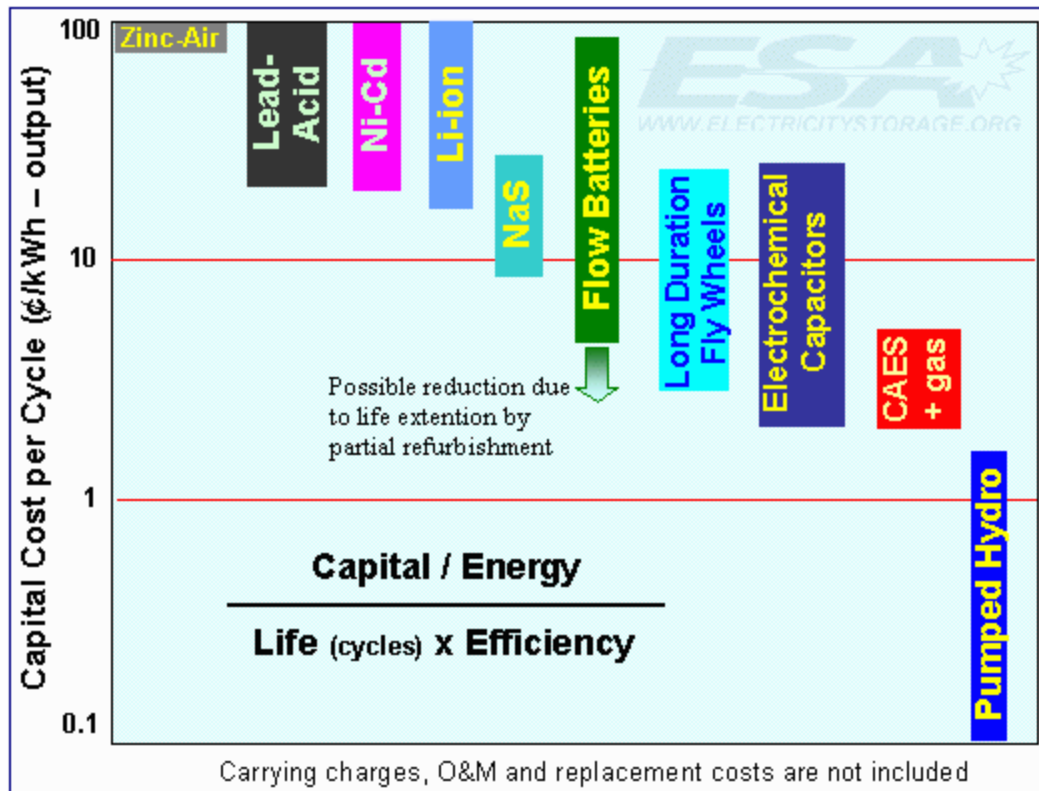 Capital Cost per Cycle (¢/kWh – output)
100
10
1
0.1
Zinc-Air
Lead-
Acid
Ni-Cd
Li-ion
NaS
Flow Batteries
Long Duration
Fly Wheels
Electrochemical
Capacitors
CAES
+ gas
Pumped Hydro
ESA
WWW.ELECTRICITYSTORAGE.ORG
Possible reduction due
to life extention by
partial refurbishment
Capital / Energy
Life (cycles) x Efficiency
Carrying charges, O&M and replacement costs are not included